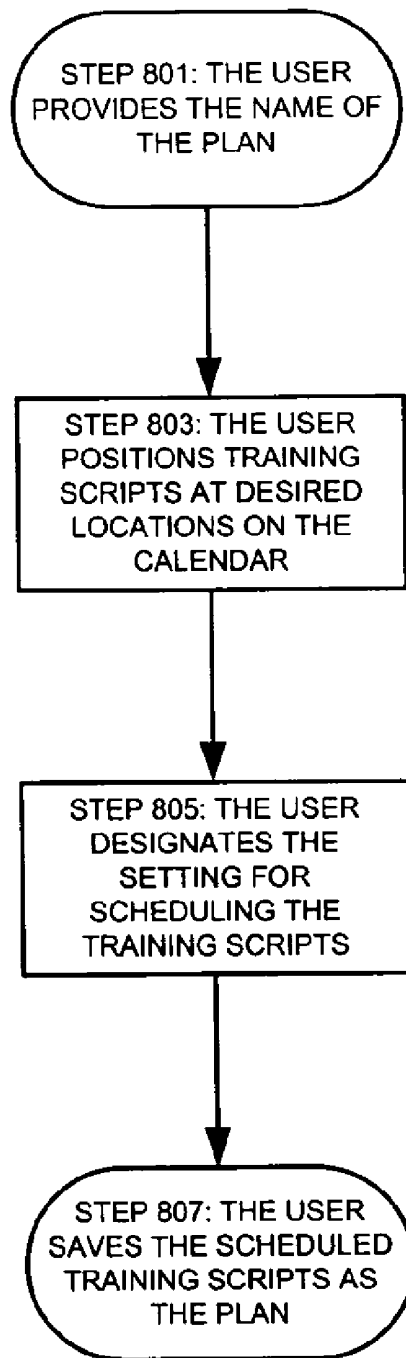 STEP 801: THE USER
PROVIDES THE NAME OF
THE PLAN
STEP 803: THE USER
POSITIONS TRAINING
SCRIPTS AT DESIRED
LOCATIONS ON THE
CALENDAR
STEP 805: THE USER
DESIGNATES THE
SETTING FOR
SCHEDULING THE
TRAINING SCRIPTS
STEP 807: THE USER
SAVES THE SCHEDULED
TRAINING SCRIPTS AS
THE PLAN